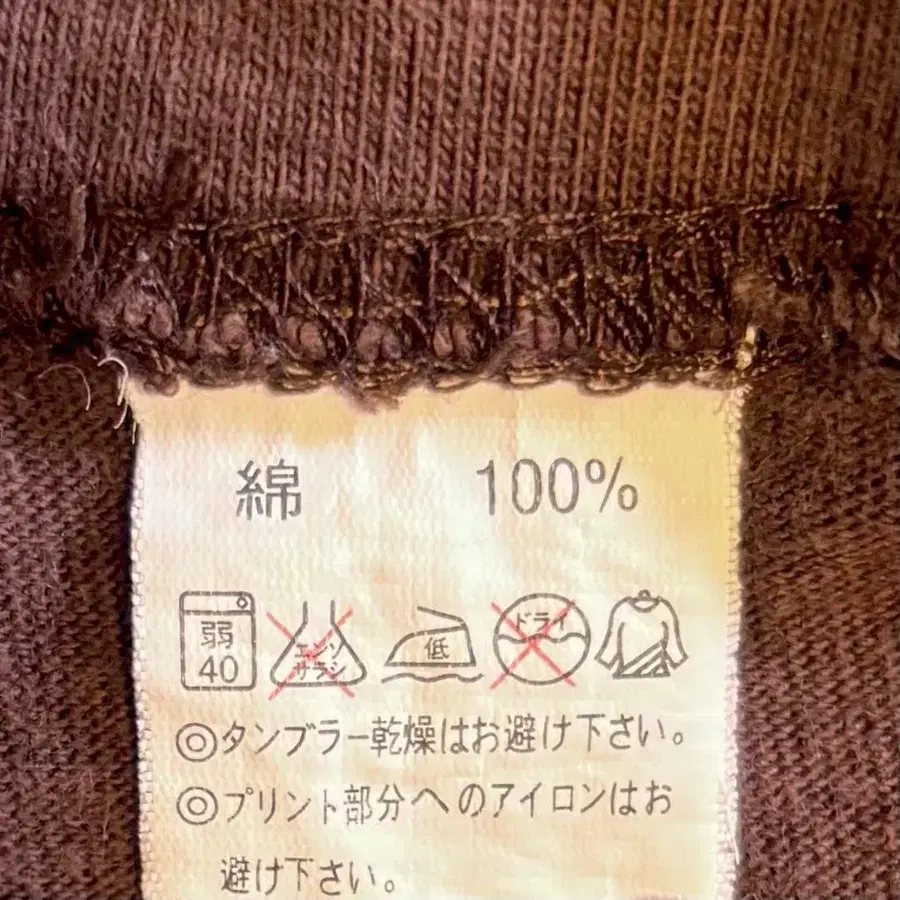 綿 100%
弱 エンソ 低 ドライ
40 サラシ
◎タンブラー乾燥はお避け下さい。
◎プリント部分へのアイロンはお
避け下さい。